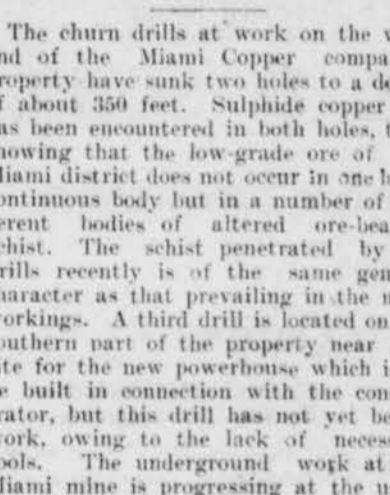 The churn drills at work on the w
nd of the Miami Copper compa
roperty have sunk two holes to a de
f about 350 feet. Sulphide copper
as been encountered in both holes,
howing that the low-grade ore of
liami district does not occur in one
ontinuous body but in a number of
erent bodies of altered ore-bea
chist. The schist penetrated by
rills recently is of the same gen
haracter as that prevailing in the
orkings. A third drill is located on
outhern part of the property near
ite for the new powerhouse which i
e built in connection with the con
rator, but this drill has not yet be
ork, owing to the lack of neces
ools. The underground work at
liami mine is progressing at the